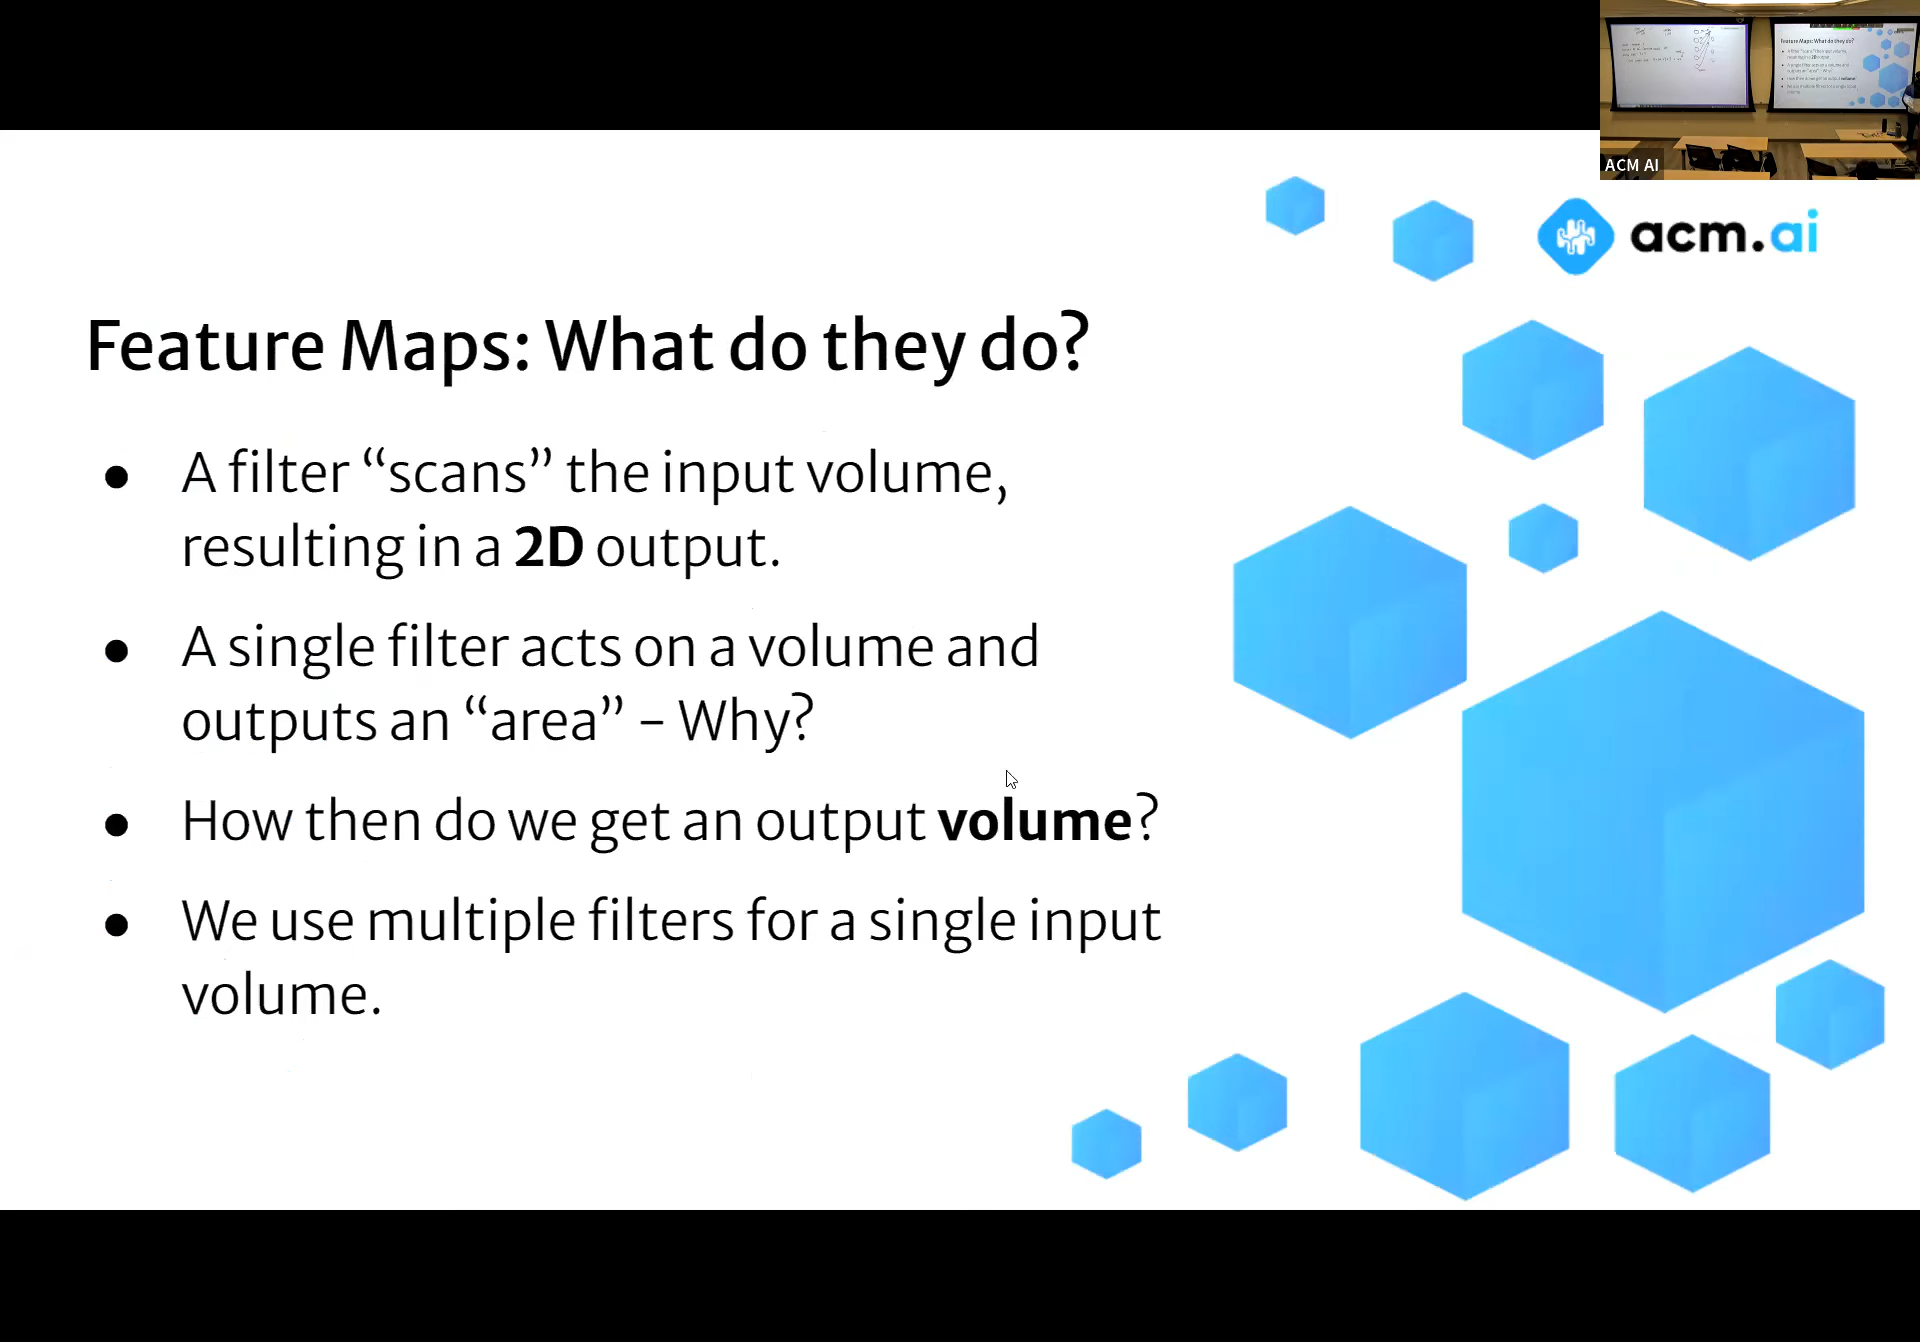 ACM AI
acm.ai
Feature Maps: What do they do?
● A filter “scans” the input volume,
resulting in a 2D output.
● A single filter acts on a volume and
outputs an “area” – Why?
● How then do we get an output volume?
● We use multiple filters for a single input
volume.